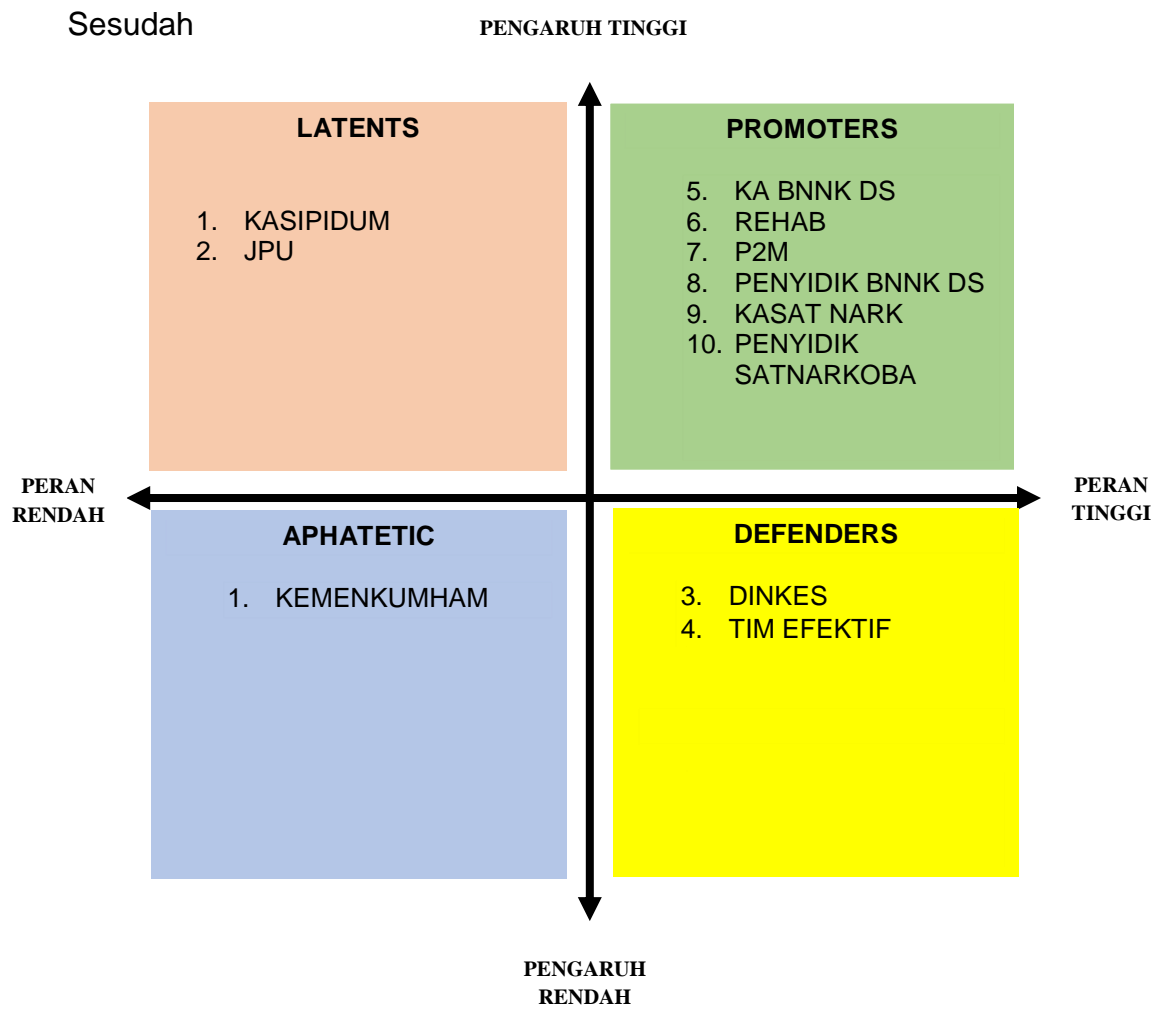 Sesudah
PENGARUH TINGGI
LATENTS
1. KASIPIDUM
2. JPU
PROMOTERS
5. KA BNNK DS
6. REHAB
7. P2M
8. PENYIDIK BNNK DS
9. KASAT NARK
10. PENYIDIK
SATNARKOBA
PERAN
RENDAH
PERAN
TINGGI
APHATETIC
1. KEMENKUMHAM
DEFENDERS
3. DINKES
4. TIM EFEKTIF
PENGARUH
RENDAH